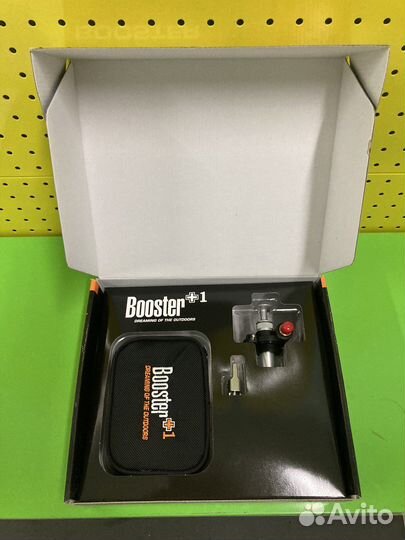 BOOSTER
Booster+1
DREAMING OF THE OUTDOORS
Booster+1
DREAMING OF THE OUTDOORS
Avito